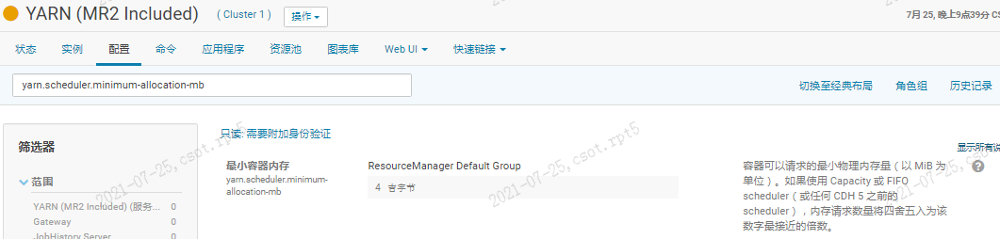 YARN (MR2 Included) ( Cluster 1 ) 操作
7月 25, 晚上9点39分 CS
状态 实例 配置 命令 应用程序 资源池 图表库 Web UI 快速链接
yarn.scheduler.minimum-allocation-mb
切换至经典布局 角色组 历史记录
筛选器
范围
YARN (MR2 Included) (服务... 0
Gateway 0
JobHistory Server 0
只读: 需要附加身份验证
显示所有说
最小容器内存
yarn.scheduler.minimum-
allocation-mb
ResourceManager Default Group
4 吉字节
容器可以请求的最小物理内存量（以 MiB 为
单位）。如果使用 Capacity 或 FIFO
scheduler（或任何 CDH 5 之前的
scheduler），内存请求数量将四舍五入为该
数字最接近的倍数。
2021-07-25,csot.rpt5
2021-07-25,csot.rpt5
2021-07-25,